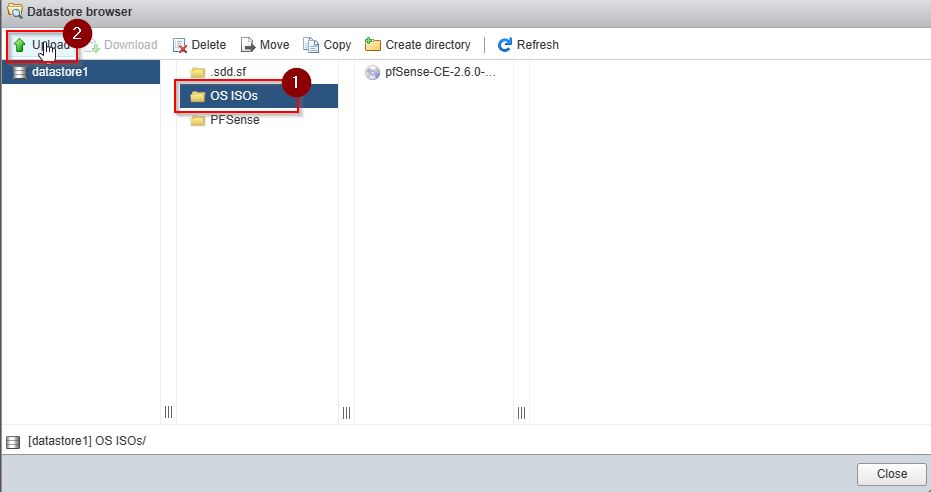 Datastore browser
2
Upload Download Delete Move Copy Create directory Refresh
datastore1 .sdd.sf pfSense-CE-2.6.0-...
1
OS ISOs
PFSense
[datastore1] OS ISOs/
Close